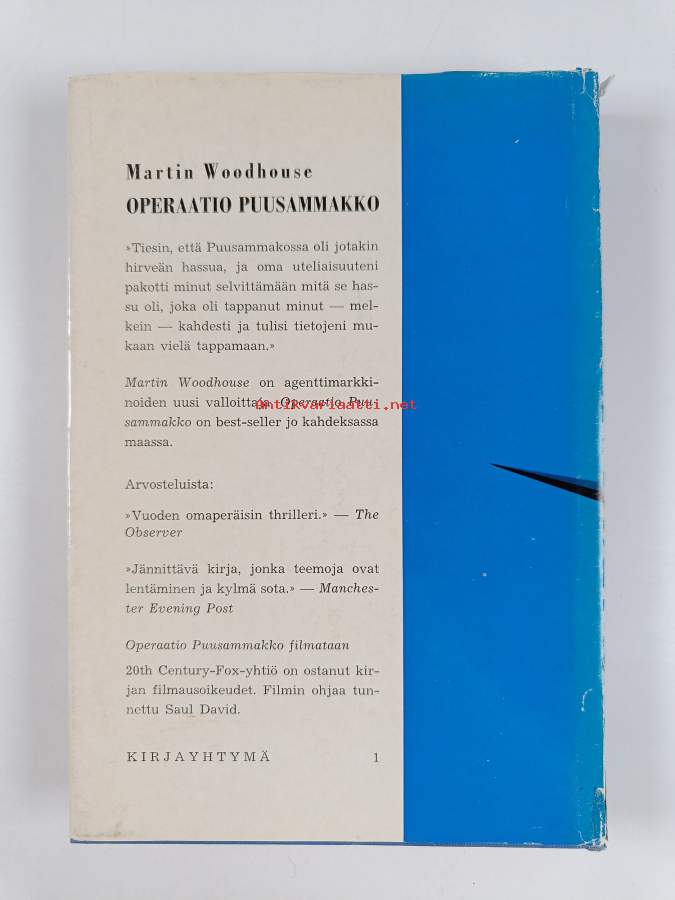 Martin Woodhouse
OPERAATIO PUUSAMMAKKO
»Tiesin, että Puusammakossa oli jotakin
hirveän hassua, ja oma uteliaisuuteni
pakotti minut selvittämään mitä se has-
su oli, joka oli tappanut minut — mel-
kein — kahdesti ja tulisi tietojeni mu-
kaan vielä tappamaan.»
Martin Woodhouse on agenttimarkki-
noiden uusi valloittaja. Operaatio Puu-
antikvariaatti.net
sammakko on best-seller jo kahdeksassa
maassa.
Arvosteluista:
»Vuoden omaperäisin thrilleri.» — The
Observer
»Jännittävä kirja, jonka teemoja ovat
lentäminen ja kylmä sota.» — Manches-
ter Evening Post
Operaatio Puusammakko filmataan
20th Century-Fox-yhtiö on ostanut kir-
jan filmausoikeudet. Filmin ohjaa tun-
nettu Saul David.
KIRJAYHTYMÄ 1